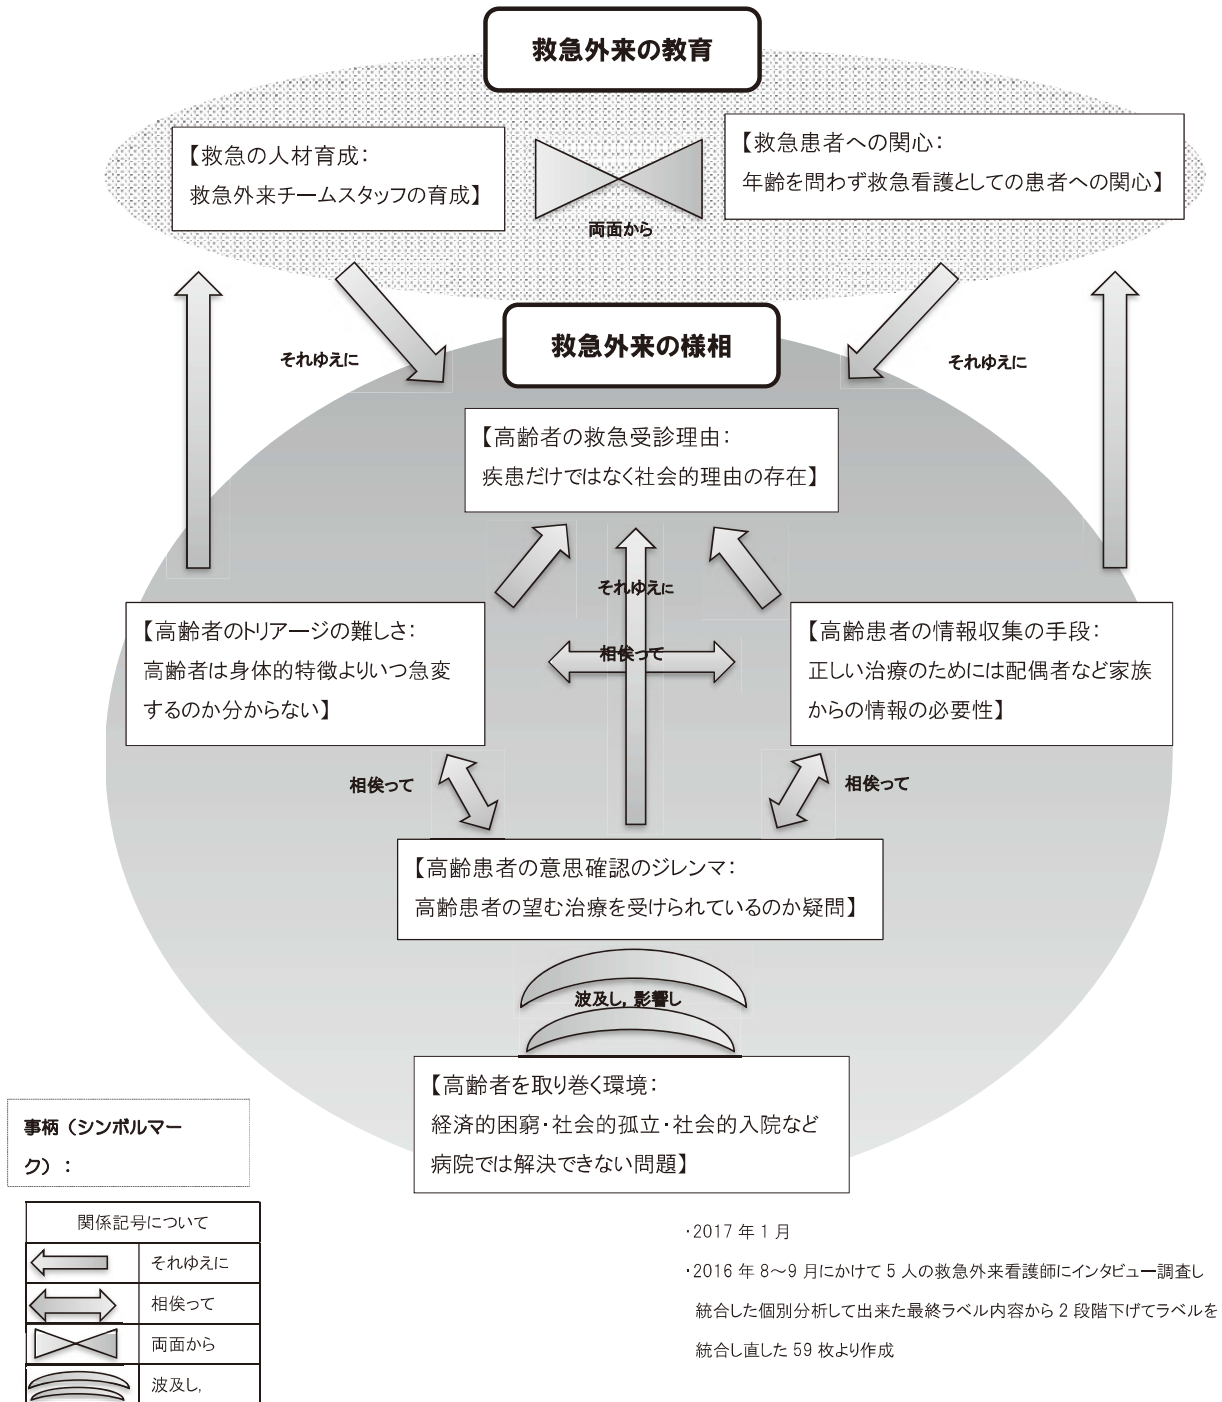 救急外来の教育
【救急の人材育成：
救急外来チームスタッフの育成】
【救急患者への関心：
年齢を問わず救急看護としての患者への関心】
両面から
それゆえに
救急外来の様相
それゆえに
【高齢者の救急受診理由：
疾患だけではなく社会的理由の存在】
それゆえに
相俟って
【高齢者のトリアージの難しさ：
高齢者は身体的特徴よりいつ急変
するのか分からない】
【高齢患者の情報収集の手段：
正しい治療のためには配偶者など家族
からの情報の必要性】
相俟って
相俟って
【高齢患者の意思確認のジレンマ：
高齢患者の望む治療を受けられているのか疑問】
波及し，影響し
【高齢者を取り巻く環境：
経済的困窮・社会的孤立・社会的入院など
病院では解決できない問題】
事柄（シンボルマー
ク）：
関係記号について
それゆえに
相俟って
両面から
波及し，
・2017 年 1 月
・2016 年 8～9 月にかけて 5 人の救急外来看護師にインタビュー調査し
統合した個別分析して出来た最終ラベル内容から 2 段階下げてラベルを
統合し直した 59 枚より作成